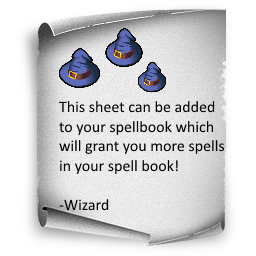 This sheet can be added
to your spellbook which
will grant you more spells
in your spell book!
-Wizard